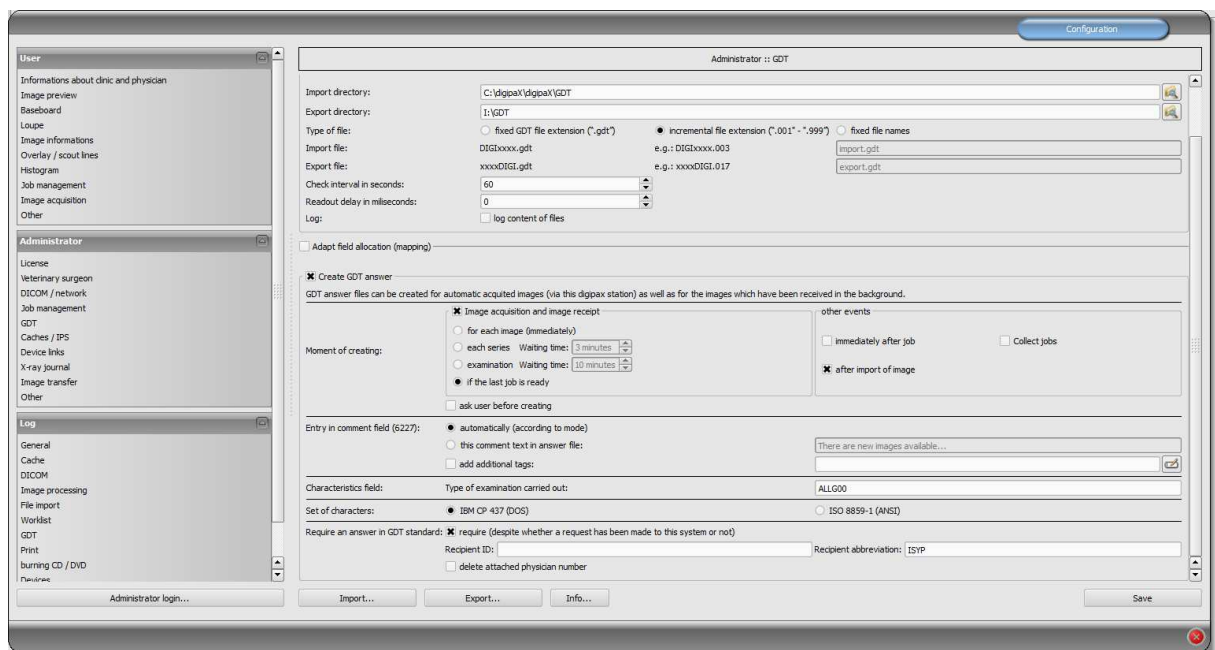 Configuration
User
Informations about clinic and physician
Image preview
Baseboard
Loupe
Image informations
Overlay / scout lines
Histogram
Job management
Image acquisition
Other
Administrator
License
Veterinary surgeon
DICOM / network
Job management
GDT
Caches / IPS
Device links
X-ray journal
Image transfer
Other
Log
General
Cache
DICOM
Image processing
File import
Worklist
GDT
Print
burning CD / DVD
Devices
Administrator login...
Administrator :: GDT
Import directory: C:\digipaX\digipaX\GDT
Export directory: I:\GDT
Type of file: fixed GDT file extension (".gdt") incremental file extension (".001" - ".999") fixed file names
Import file: DIGIxxxx.gdt e.g.: DIGIxxxx.003 import.gdt
Export file: xxxxDIGI.gdt e.g.: xxxxDIGI.017 export.gdt
Check interval in seconds: 60
Readout delay in miliseconds: 0
Log: log content of files
Adapt field allocation (mapping)
Create GDT answer
GDT answer files can be created for automatic acquited images (via this digipax station) as well as for the images which have been received in the background.
Moment of creating:
Image acquisition and image receipt
for each image (immediately)
each series Waiting time: 3 minutes
examination Waiting time: 10 minutes
if the last job is ready
other events
immediately after job Collect jobs
after import of image
ask user before creating
Entry in comment field (6227): automatically (according to mode)
this comment text in answer file: There are new images available...
add additional tags:
Characteristics field: Type of examination carried out: ALLG00
Set of characters: IBM CP 437 (DOS) ISO 8859-1 (ANSI)
Require an answer in GDT standard: require (despite whether a request has been made to this system or not)
Recipient ID: Recipient abbreviation: ISYP
delete attached physician number
Import... Export... Info... Save